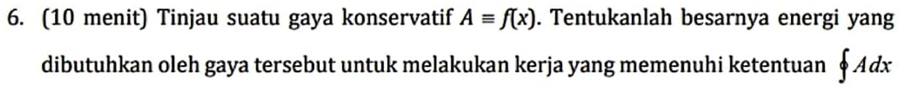 6. (10 menit) Tinjau suatu gaya konservatif A ≡ f(x). Tentukanlah besarnya energi yang
dibutuhkan oleh gaya tersebut untuk melakukan kerja yang memenuhi ketentuan ∮ A dx